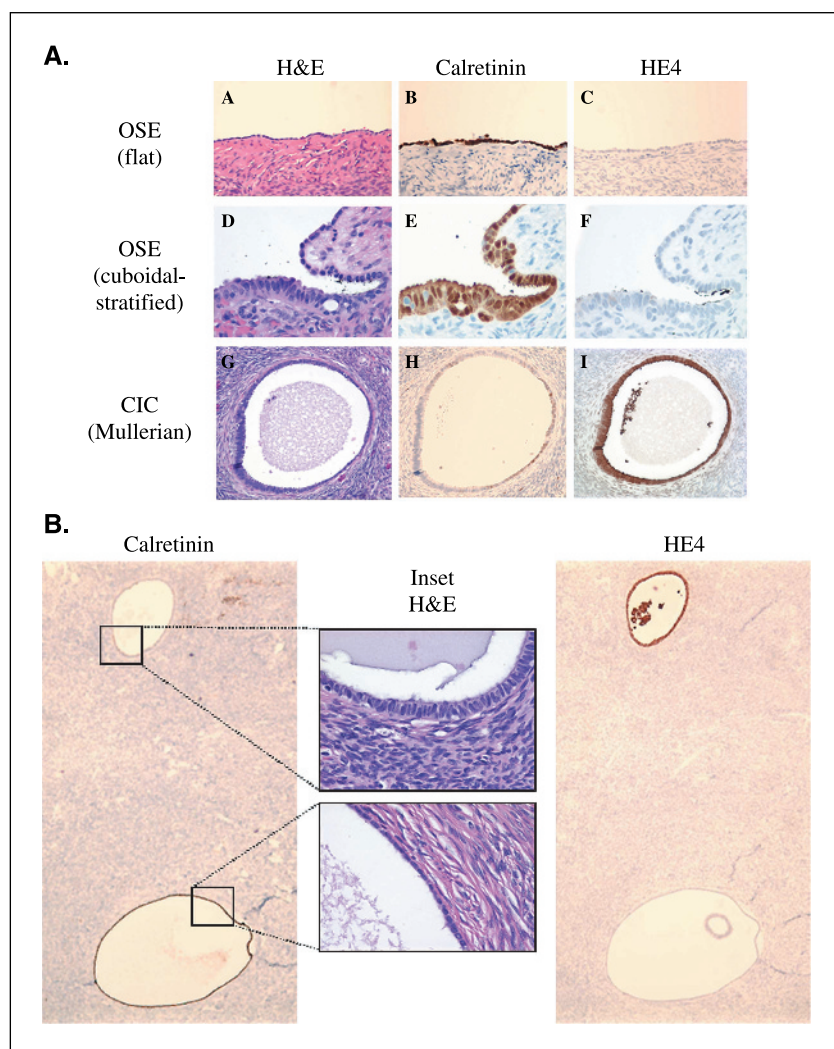 A.
H&E Calretinin HE4
OSE
(flat)
A B C
OSE
(cuboidal-
stratified)
D E F
CIC
(Mullerian)
G H I
B.
Calretinin HE4
Inset
H&E